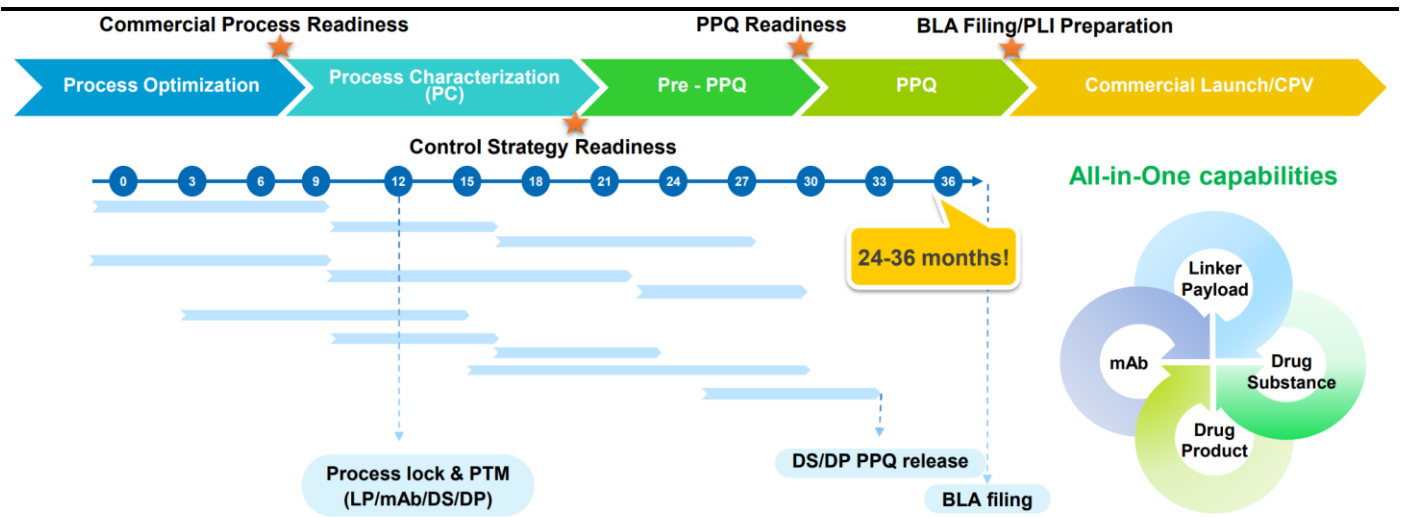 Commercial Process Readiness
PPQ Readiness
BLA Filing/PLI Preparation
Process Optimization
Process Characterization
(PC)
Pre - PPQ
PPQ
Commercial Launch/CPV
Control Strategy Readiness
0
3
6
9
12
15
18
21
24
27
30
33
36
24-36 months!
Process lock & PTM
(LP/mAb/DS/DP)
DS/DP PPQ release
BLA filing
All-in-One capabilities
Linker
Payload
mAb
Drug
Substance
Drug
Product